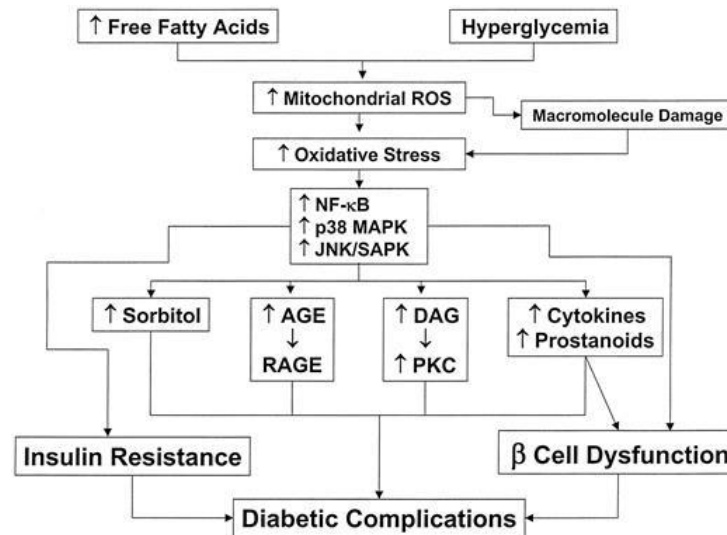 ↑ Free Fatty Acids
Hyperglycemia
↑ Mitochondrial ROS
Macromolecule Damage
↑ Oxidative Stress
↑ NF-κB
↑ p38 MAPK
↑ JNK/SAPK
↑ Sorbitol
↑ AGE
↓
RAGE
↑ DAG
↓
↑ PKC
↑ Cytokines
↑ Prostanoids
Insulin Resistance
β Cell Dysfunction
Diabetic Complications